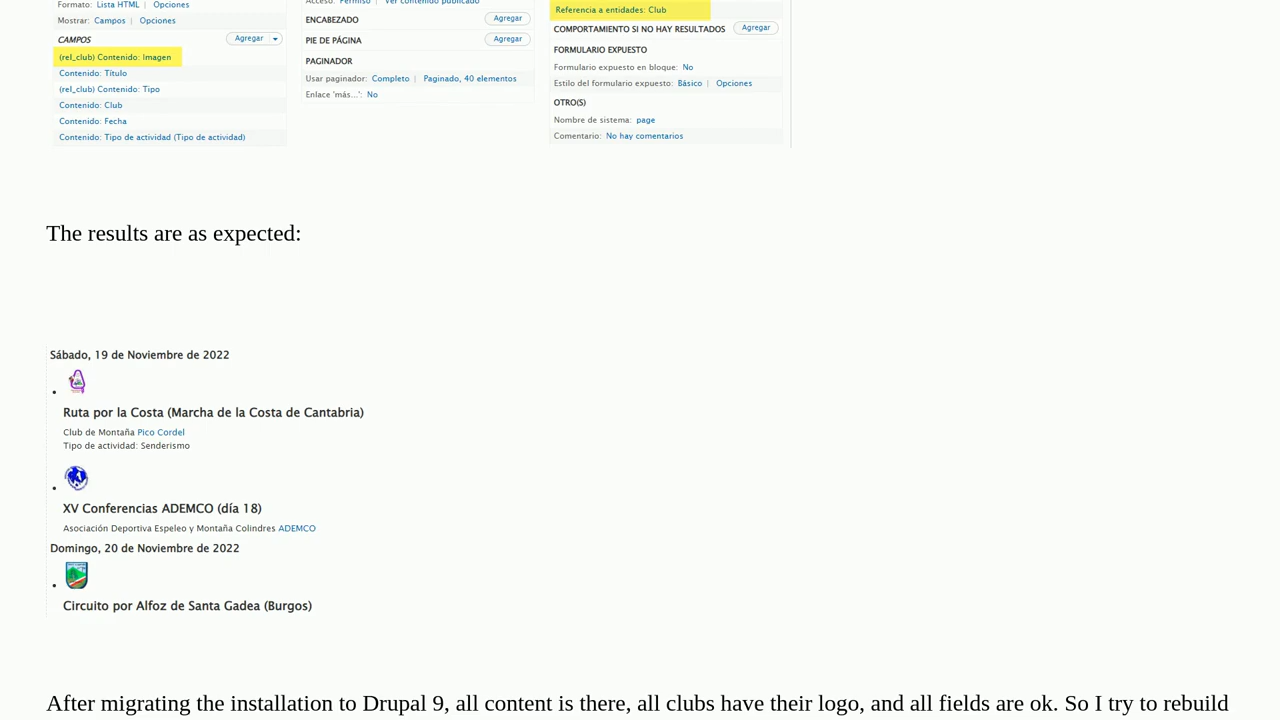 Formato: Lista HTML | Opciones
Mostrar: Campos | Opciones
CAMPOS Agregar
(rel_club) Contenido: Imagen
Contenido: Título
(rel_club) Contenido: Tipo
Contenido: Club
Contenido: Fecha
Contenido: Tipo de actividad (Tipo de actividad)
Acceso: Permiso | Ver contenido publicado
ENCABEZADO Agregar
PIE DE PÁGINA Agregar
PAGINADOR
Usar paginador: Completo | Paginado, 40 elementos
Enlace 'más...': No
Referencia a entidades: Club
COMPORTAMIENTO SI NO HAY RESULTADOS Agregar
FORMULARIO EXPUESTO
Formulario expuesto en bloque: No
Estilo del formulario expuesto: Básico | Opciones
OTRO(S)
Nombre de sistema: page
Comentario: No hay comentarios
The results are as expected:
Sábado, 19 de Noviembre de 2022
Ruta por la Costa (Marcha de la Costa de Cantabria)
Club de Montaña Pico Cordel
Tipo de actividad: Senderismo
XV Conferencias ADEMCO (día 18)
Asociación Deportiva Espeleo y Montaña Colindres ADEMCO
Domingo, 20 de Noviembre de 2022
Circuito por Alfoz de Santa Gadea (Burgos)
After migrating the installation to Drupal 9, all content is there, all clubs have their logo, and all fields are ok. So I try to rebuild